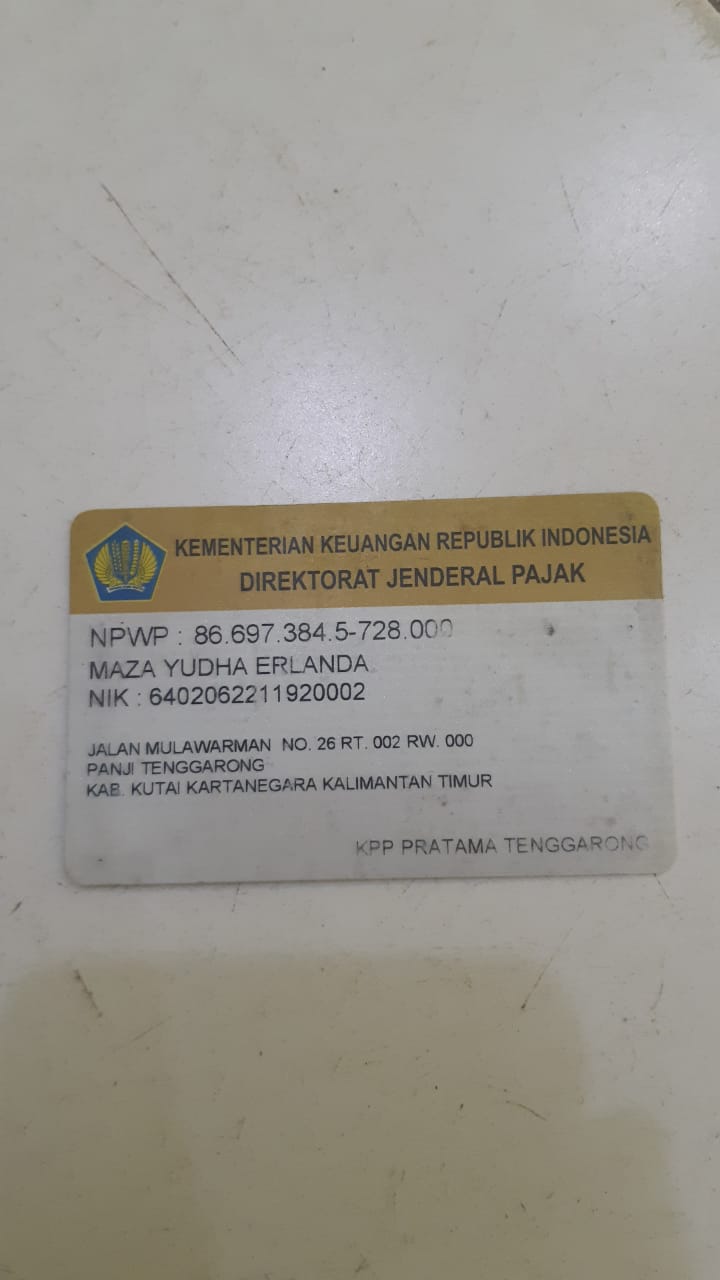 KEMENTERIAN KEUANGAN REPUBLIK INDONESIA
DIREKTORAT JENDERAL PAJAK
NPWP : 86.697.384.5-728.000
MAZA YUDHA ERLANDA
NIK : 6402062211920002
JALAN MULAWARMAN NO. 26 RT. 002 RW. 000
PANJI TENGGARONG
KAB. KUTAI KARTANEGARA KALIMANTAN TIMUR
KPP PRATAMA TENGGARONG